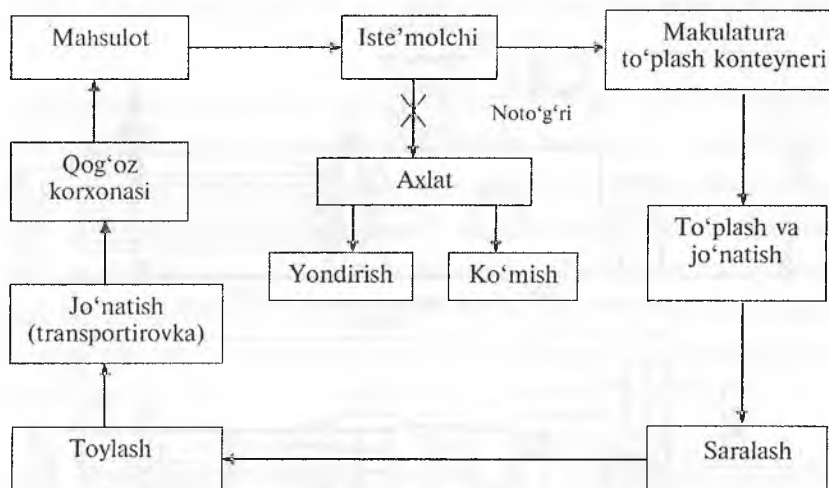 Mahsulot
Iste’molchi
Makulatura
to‘plash konteyneri
Noto‘g‘ri
Qog‘oz
korxonasi
Axlat
To‘plash va
jo‘natish
Yondirish
Ko‘mish
Jo‘natish
(transportirovka)
Toylash
Saralash